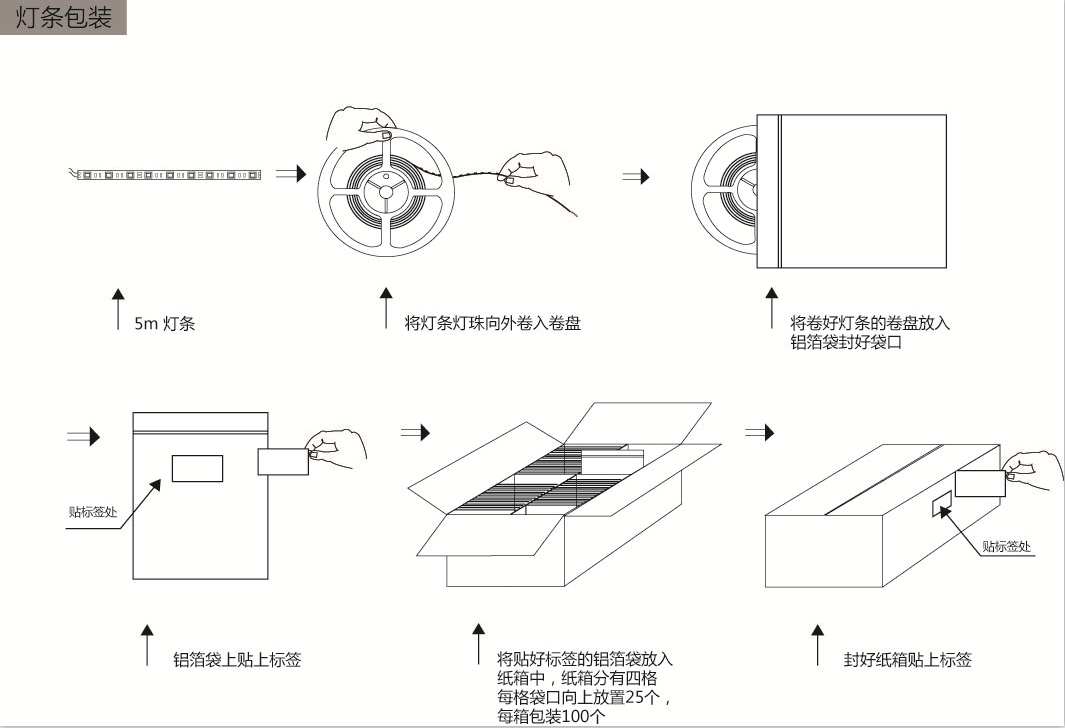 灯条包装
5m 灯条
将灯条灯珠向外卷入卷盘
将卷好灯条的卷盘放入
铝箔袋封好袋口
贴标签处
贴标签处
铝箔袋上贴上标签
将贴好标签的铝箔袋放入
纸箱中，纸箱分有四格
每格袋口向上放置25个，
每箱包装100个
封好纸箱贴上标签